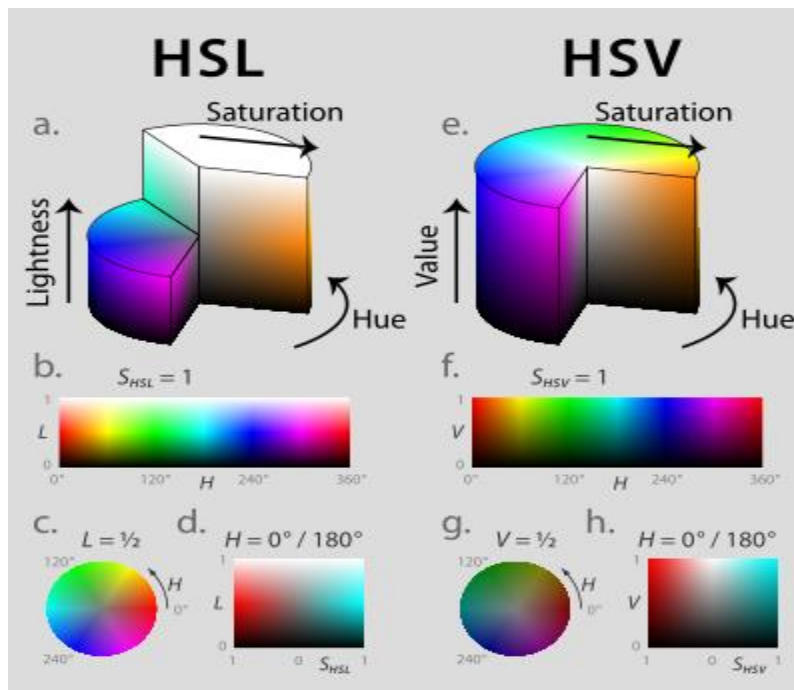 HSL
HSV
a.
Saturation
Lightness
Hue
e.
Saturation
Value
Hue
b.
S_HSL = 1
1
L
0
0°
120°
H
240°
360°
f.
S_HSV = 1
1
V
0
0°
120°
H
240°
360°
c.
L = ½
120°
H
0°
240°
d.
H = 0° / 180°
1
L
0
1
0
S_HSL
1
g.
V = ½
120°
H
0°
240°
h.
H = 0° / 180°
1
V
0
1
0
S_HSV
1